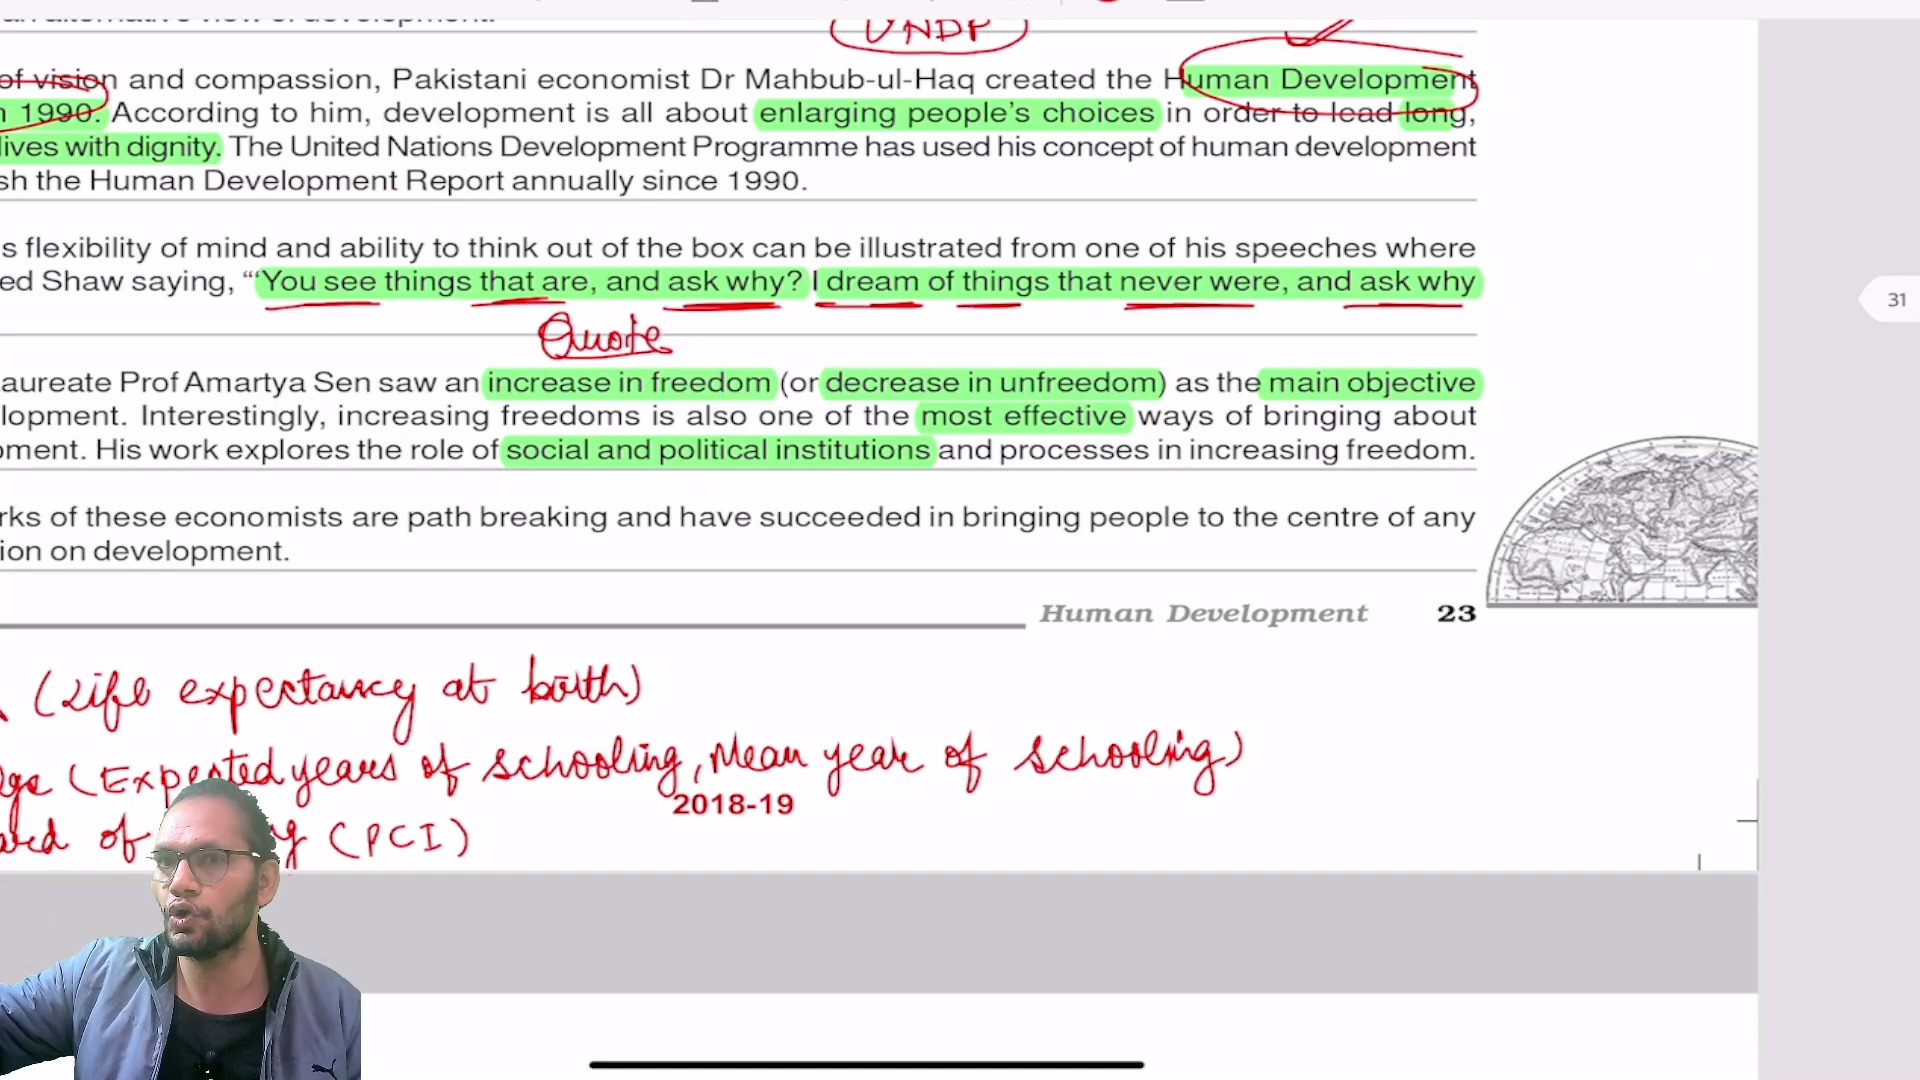 UNDP
of vision and compassion, Pakistani economist Dr Mahbub-ul-Haq created the Human Development
1990. According to him, development is all about enlarging people's choices in order to lead long,
lives with dignity. The United Nations Development Programme has used his concept of human development
sh the Human Development Report annually since 1990.
s flexibility of mind and ability to think out of the box can be illustrated from one of his speeches where
ed Shaw saying, “‘You see things that are, and ask why? I dream of things that never were, and ask why
Quote
aureate Prof Amartya Sen saw an increase in freedom (or decrease in unfreedom) as the main objective
lopment. Interestingly, increasing freedoms is also one of the most effective ways of bringing about
pment. His work explores the role of social and political institutions and processes in increasing freedom.
rks of these economists are path breaking and have succeeded in bringing people to the centre of any
ion on development.
Human Development 23
31
(Life expectancy at birth)
(Expected years of schooling, Mean year of schooling)
2018-19
of (PCI)